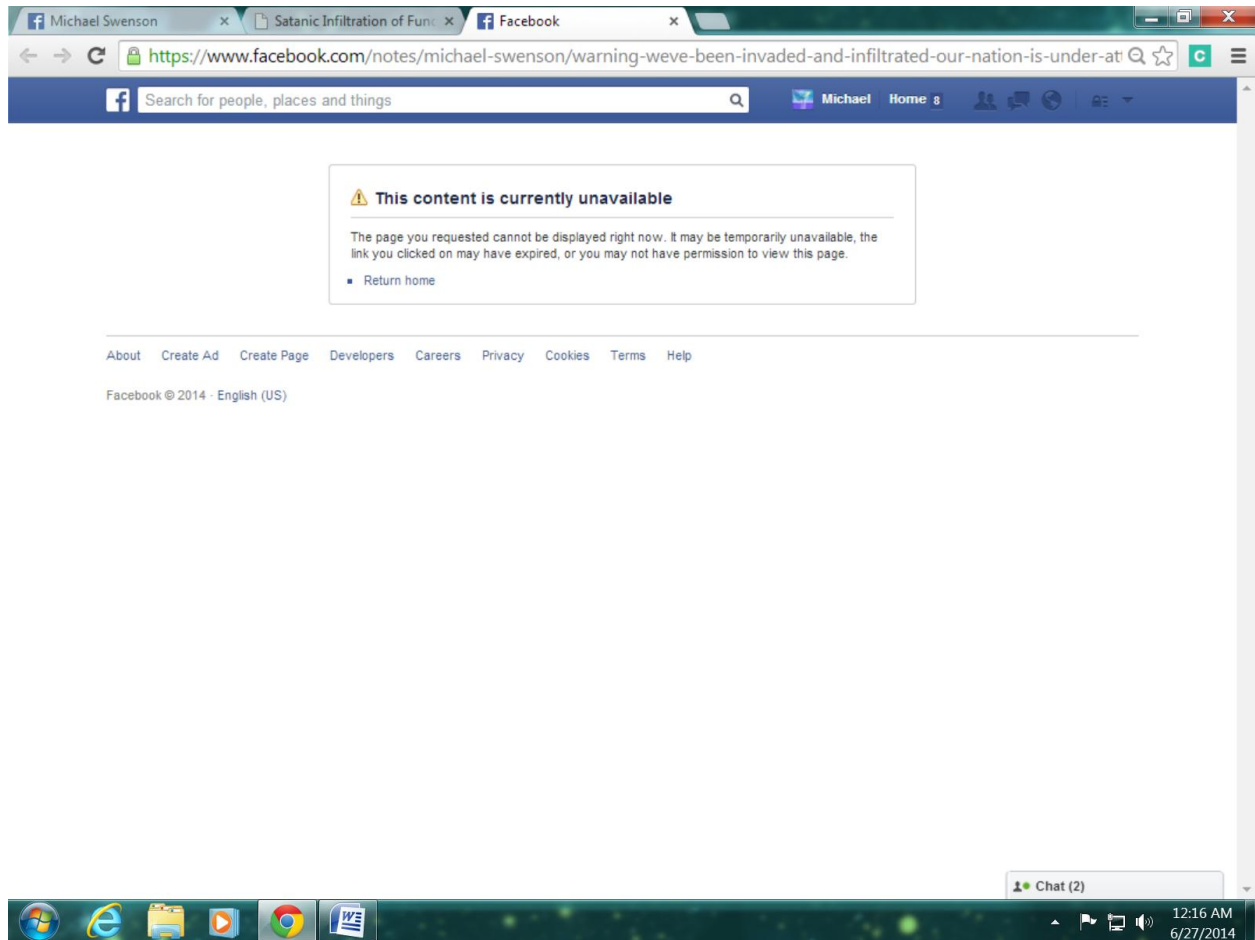 Michael Swenson
Satanic Infiltration of Func
Facebook
https://www.facebook.com/notes/michael-swenson/warning-weve-been-invaded-and-infiltrated-our-nation-is-under-at
C
Search for people, places and things
Michael Home 8
This content is currently unavailable
The page you requested cannot be displayed right now. It may be temporarily unavailable, the
link you clicked on may have expired, or you may not have permission to view this page.
Return home
About Create Ad Create Page Developers Careers Privacy Cookies Terms Help
Facebook © 2014 · English (US)
Chat (2)
12:16 AM
6/27/2014